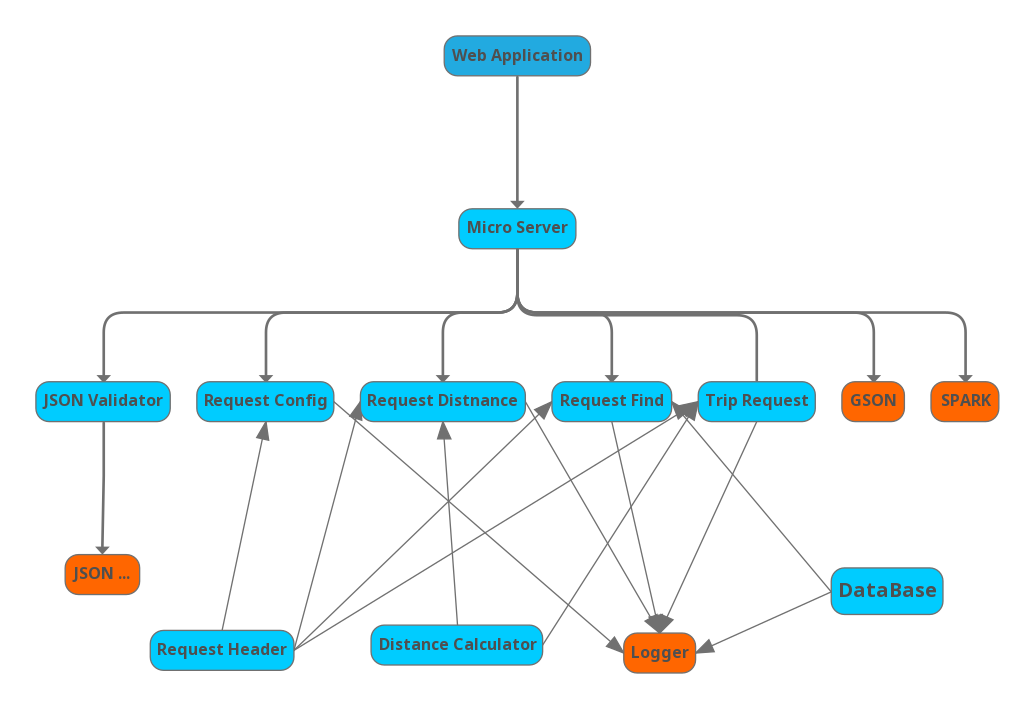 Web Application
Micro Server
JSON Validator
Request Config
Request Distnance
Request Find
Trip Request
GSON
SPARK
JSON ...
DataBase
Request Header
Distance Calculator
Logger